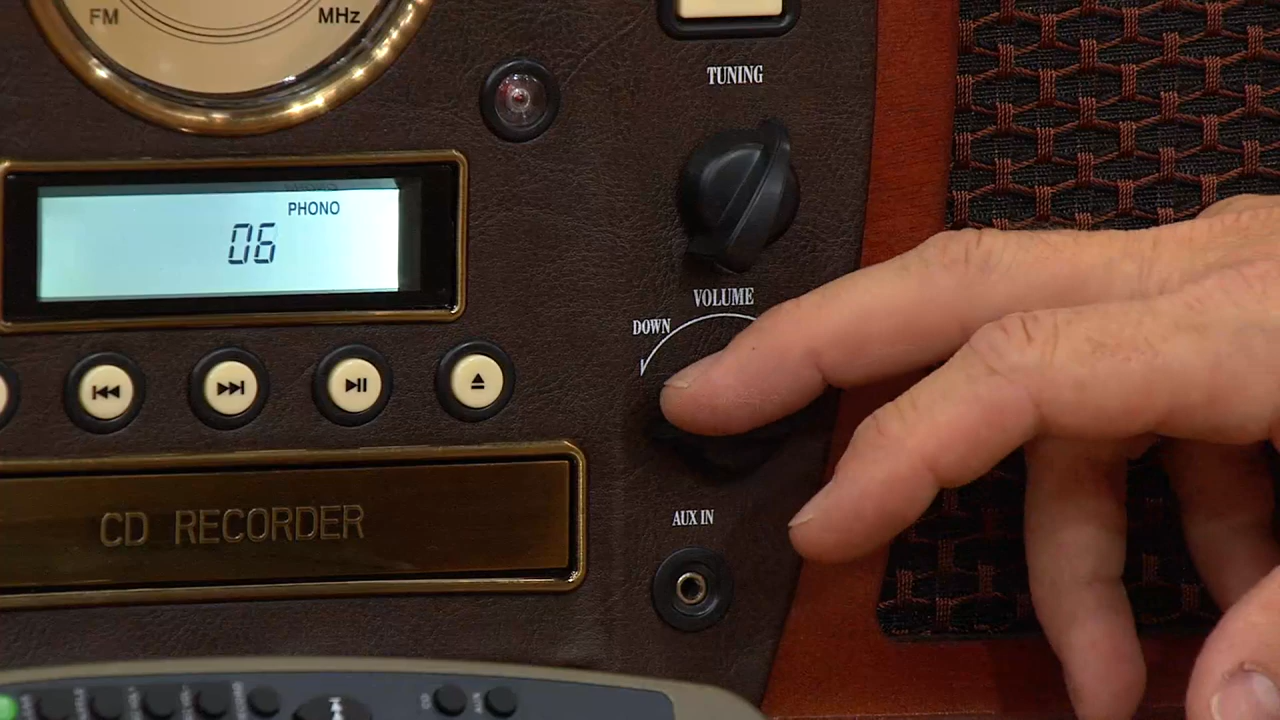 FM MHz
TUNING
PHONO
06
VOLUME
DOWN
CD RECORDER
AUX IN